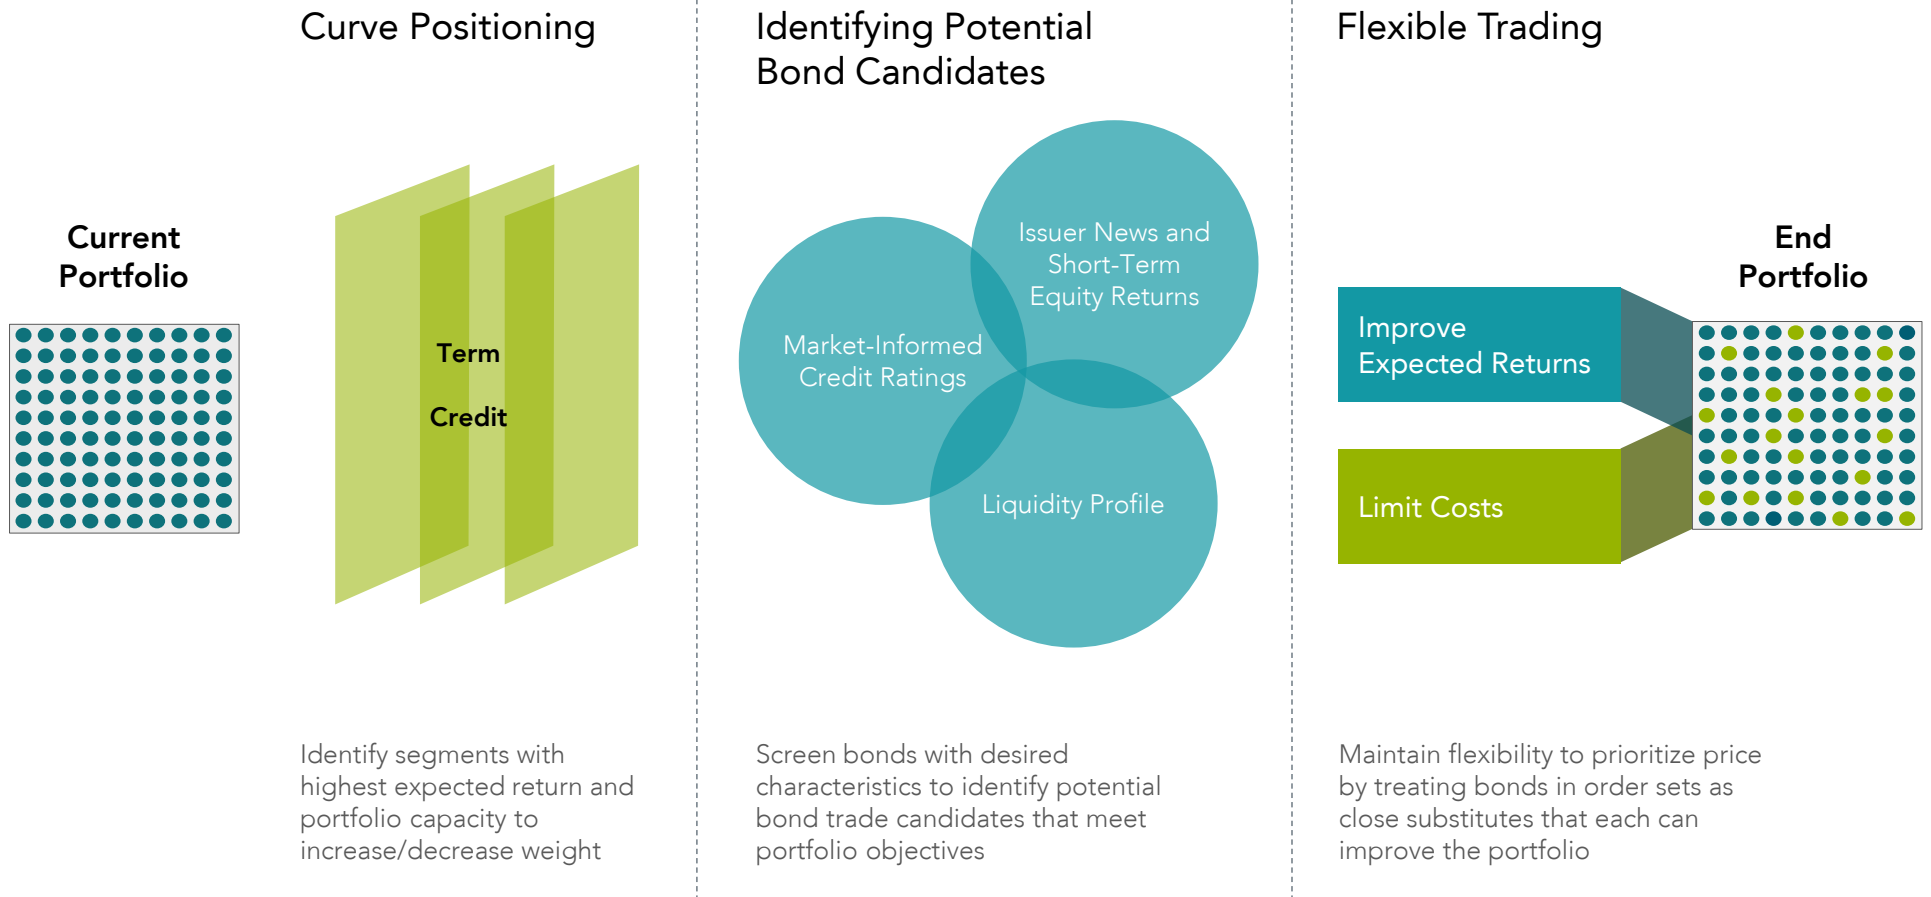 Curve Positioning
Identifying Potential
Bond Candidates
Flexible Trading
Current
Portfolio
Term
Credit
Market-Informed
Credit Ratings
Issuer News and
Short-Term
Equity Returns
Liquidity Profile
Improve
Expected Returns
Limit Costs
End
Portfolio
Identify segments with
highest expected return and
portfolio capacity to
increase/decrease weight
Screen bonds with desired
characteristics to identify potential
bond trade candidates that meet
portfolio objectives
Maintain flexibility to prioritize price
by treating bonds in order sets as
close substitutes that each can
improve the portfolio